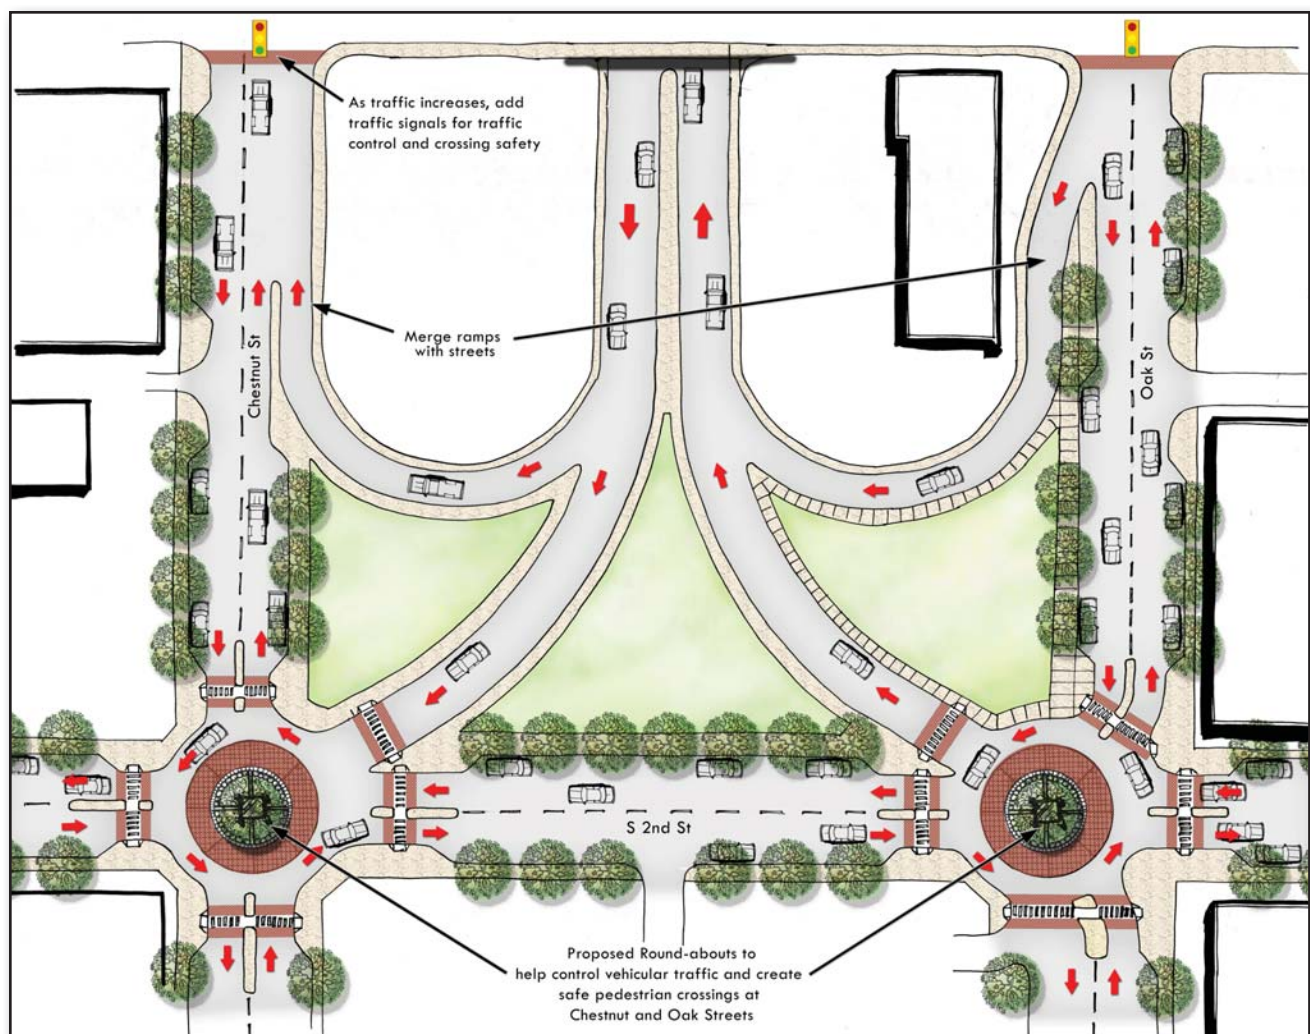 As traffic increases, add
traffic signals for traffic
control and crossing safety
Merge ramps
with streets
Chestnut St
Oak St
S 2nd St
Proposed Round-abouts to
help control vehicular traffic and create
safe pedestrian crossings at
Chestnut and Oak Streets